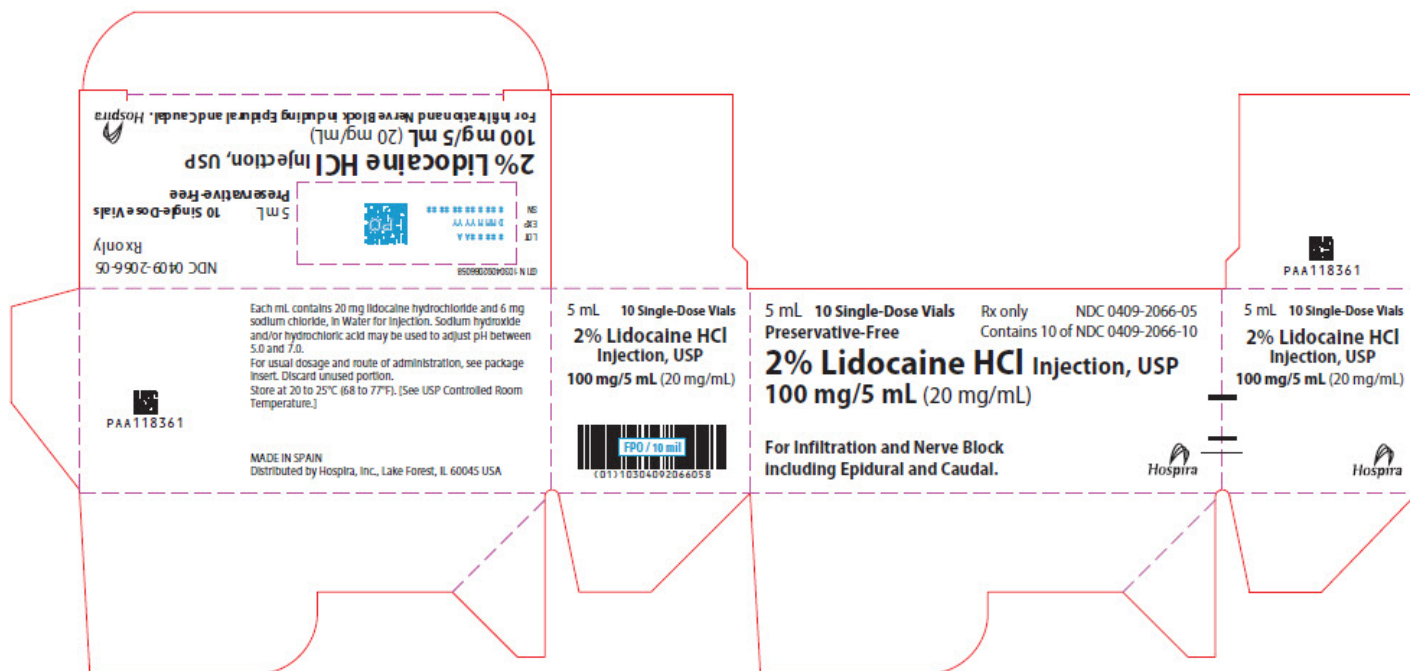 Hospira
For Infiltration and Nerve Block including Epidural and Caudal.
100 mg/5 mL (20 mg/mL)
2% Lidocaine HCl Injection, USP
Preservative-Free
5 mL 10 Single-Dose Vials
Rx only
NDC 0409-2066-05
SN
EXP D MM YY YY
LOT
FPO
GTIN 10304092066058
PAA118361
Each mL contains 20 mg lidocaine hydrochloride and 6 mg
sodium chloride, in Water for Injection. Sodium hydroxide
and/or hydrochloric acid may be used to adjust pH between
5.0 and 7.0.
For usual dosage and route of administration, see package
insert. Discard unused portion.
Store at 20 to 25°C (68 to 77°F). [See USP Controlled Room
Temperature.]
MADE IN SPAIN
Distributed by Hospira, Inc., Lake Forest, IL 60045 USA
5 mL 10 Single-Dose Vials
2% Lidocaine HCl
Injection, USP
100 mg/5 mL (20 mg/mL)
FPO / 10 mil
(01)10304092066058
5 mL 10 Single-Dose Vials Rx only NDC 0409-2066-05
Preservative-Free Contains 10 of NDC 0409-2066-10
2% Lidocaine HCl Injection, USP
100 mg/5 mL (20 mg/mL)
For Infiltration and Nerve Block
including Epidural and Caudal.
Hospira
PAA118361
5 mL 10 Single-Dose Vials
2% Lidocaine HCl
Injection, USP
100 mg/5 mL (20 mg/mL)
Hospira